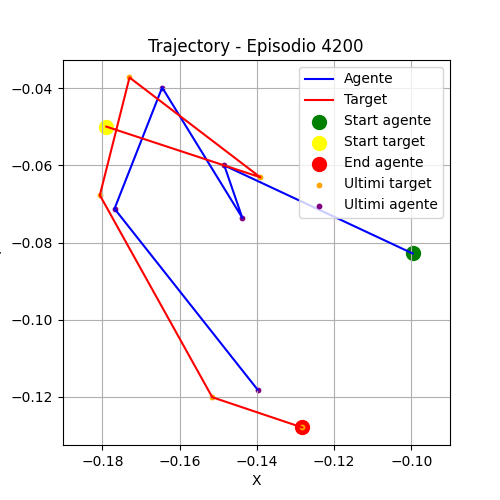 Trajectory - Episodio 4200
Agente
Target
Start agente
Start target
End agente
Ultimi target
Ultimi agente
−0.04
−0.06
−0.08
−0.10
−0.12
−0.18
−0.16
−0.14
−0.12
−0.10
X